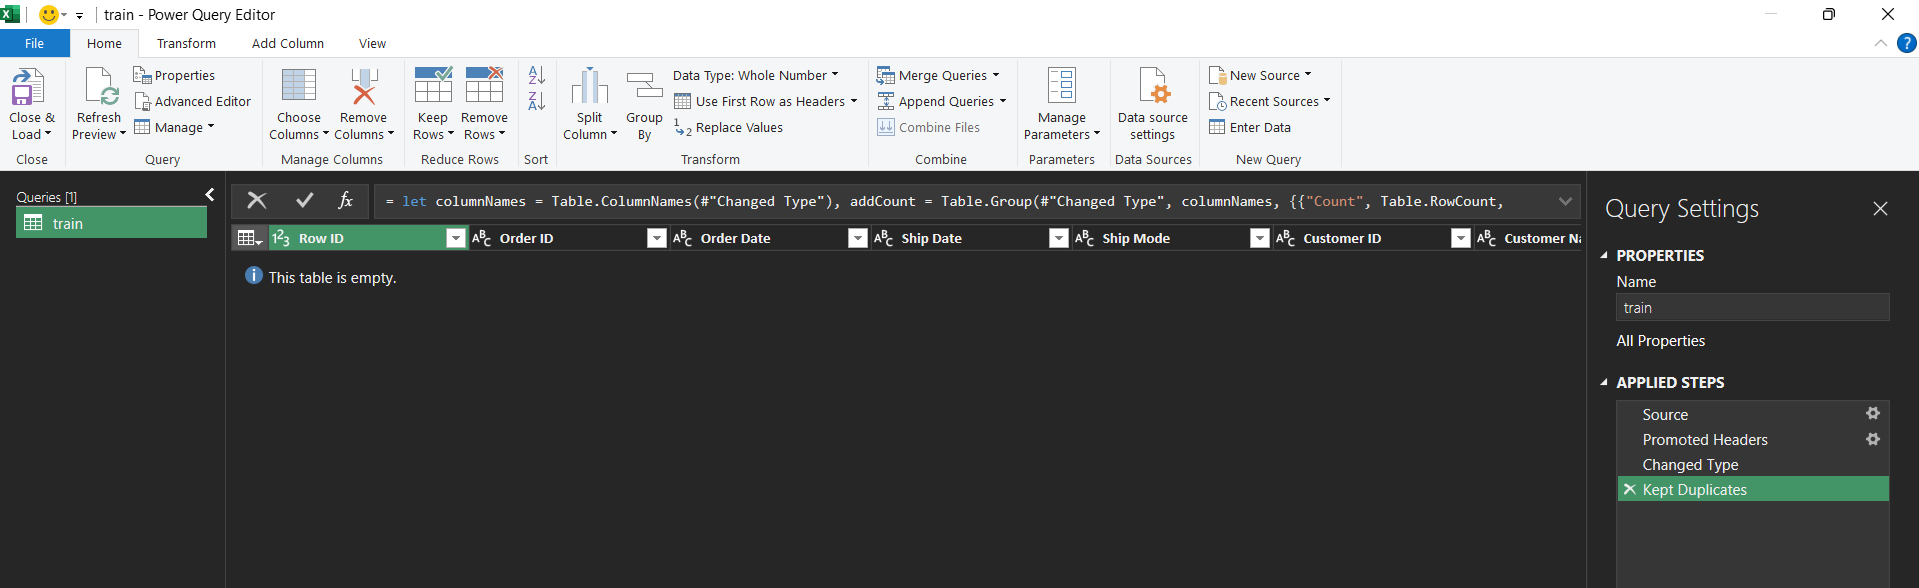 train - Power Query Editor
File Home Transform Add Column View
Close & Load
Close
Refresh Preview
Properties
Advanced Editor
Manage
Query
Choose Columns
Remove Columns
Manage Columns
Keep Rows
Remove Rows
Reduce Rows
Sort
Split Column
Group By
Data Type: Whole Number
Use First Row as Headers
Replace Values
Transform
Merge Queries
Append Queries
Combine Files
Combine
Manage Parameters
Parameters
Data source settings
Data Sources
New Source
Recent Sources
Enter Data
New Query
Queries [1]
train
fx = let columnNames = Table.ColumnNames(#"Changed Type"), addCount = Table.Group(#"Changed Type", columnNames, {{"Count", Table.RowCount,
Row ID Order ID Order Date Ship Date Ship Mode Customer ID Customer Na
This table is empty.
Query Settings
PROPERTIES
Name
train
All Properties
APPLIED STEPS
Source
Promoted Headers
Changed Type
Kept Duplicates